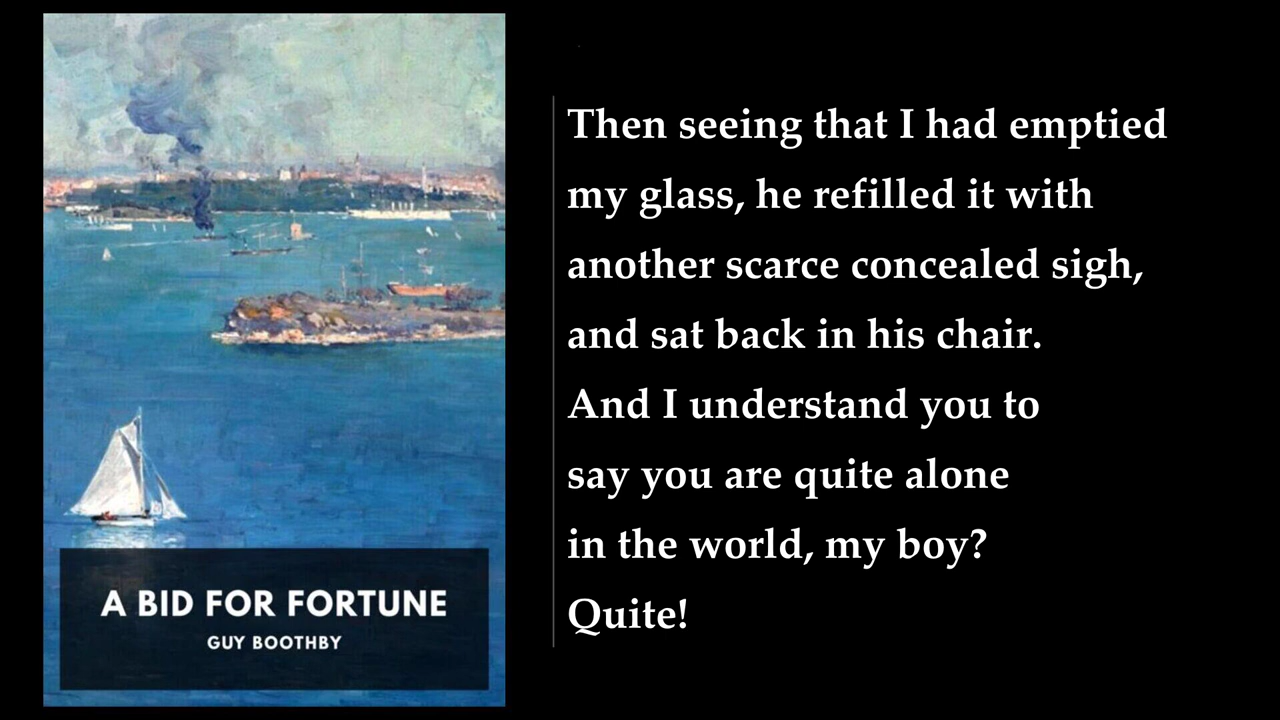 A BID FOR FORTUNE
GUY BOOTHBY
Then seeing that I had emptied
my glass, he refilled it with
another scarce concealed sigh,
and sat back in his chair.
And I understand you to
say you are quite alone
in the world, my boy?
Quite!